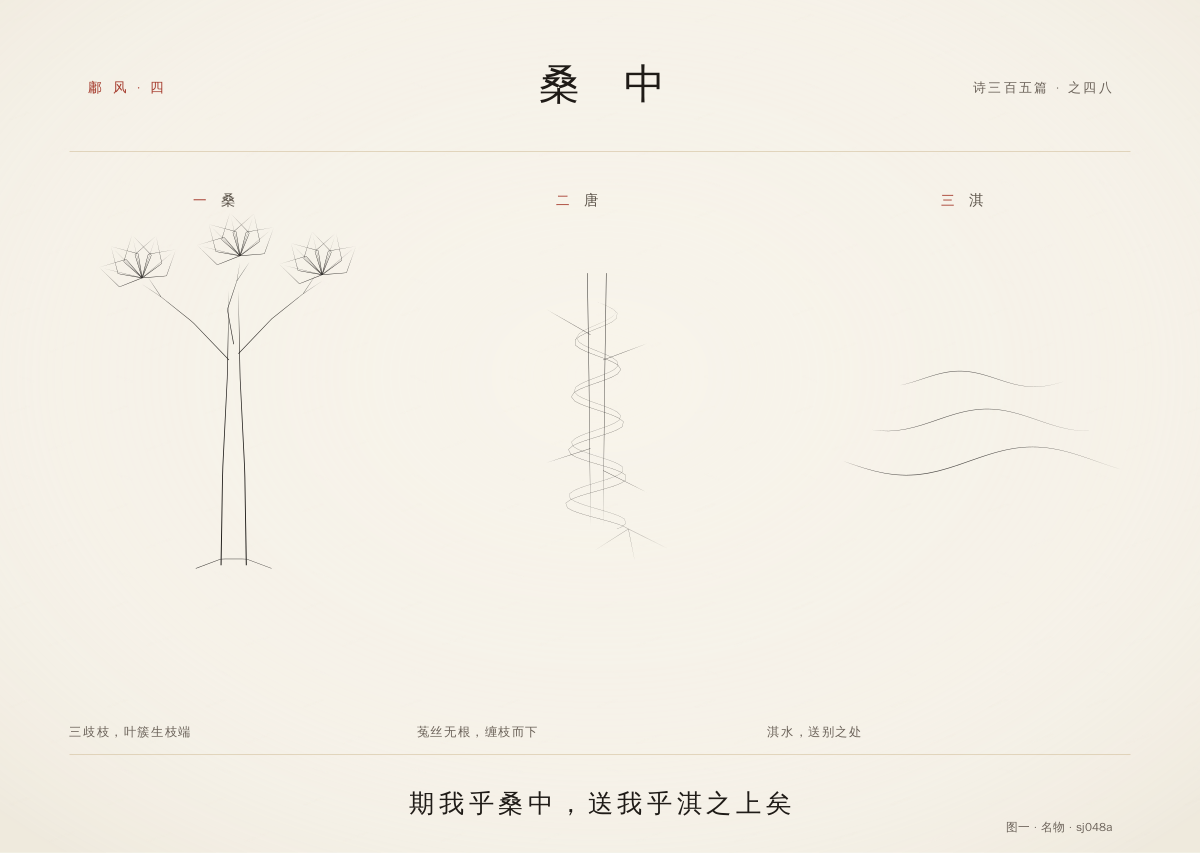 鄘风·四
桑中
诗三百五篇 · 之四八
一 桑
二 唐
三 淇
三歧枝，叶簇生枝端
菟丝无根，缠枝而下
淇水，送别之处
期我乎桑中，送我乎淇之上矣
图一 · 名物 · sj048a